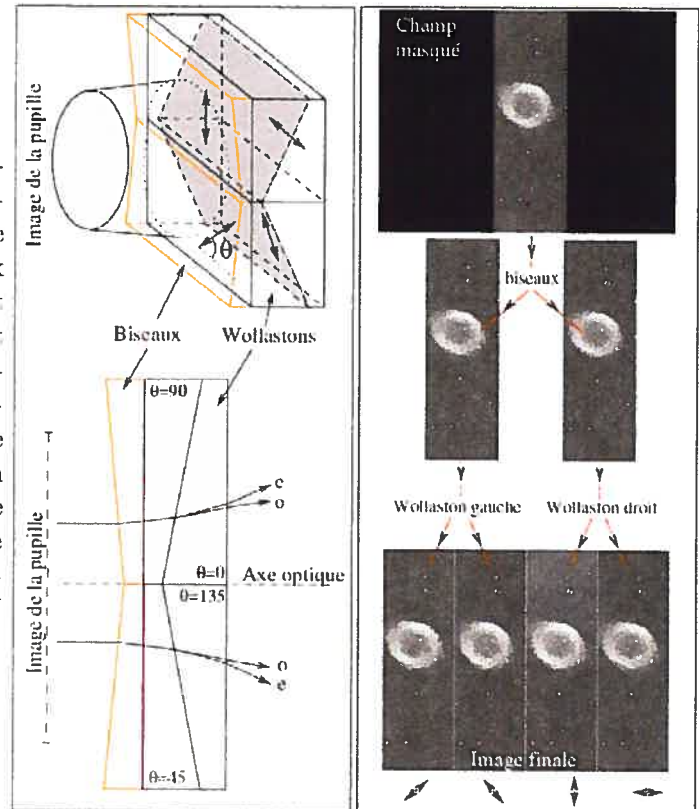 Image de la pupille
θ
Biseaux
Wollastons
θ=90
e
o
θ=0
Axe optique
θ=135
Image de la pupille
o
e
θ=45
Champ
masqué
biseaux
Wollaston gauche
Wollaston droit
Image finale